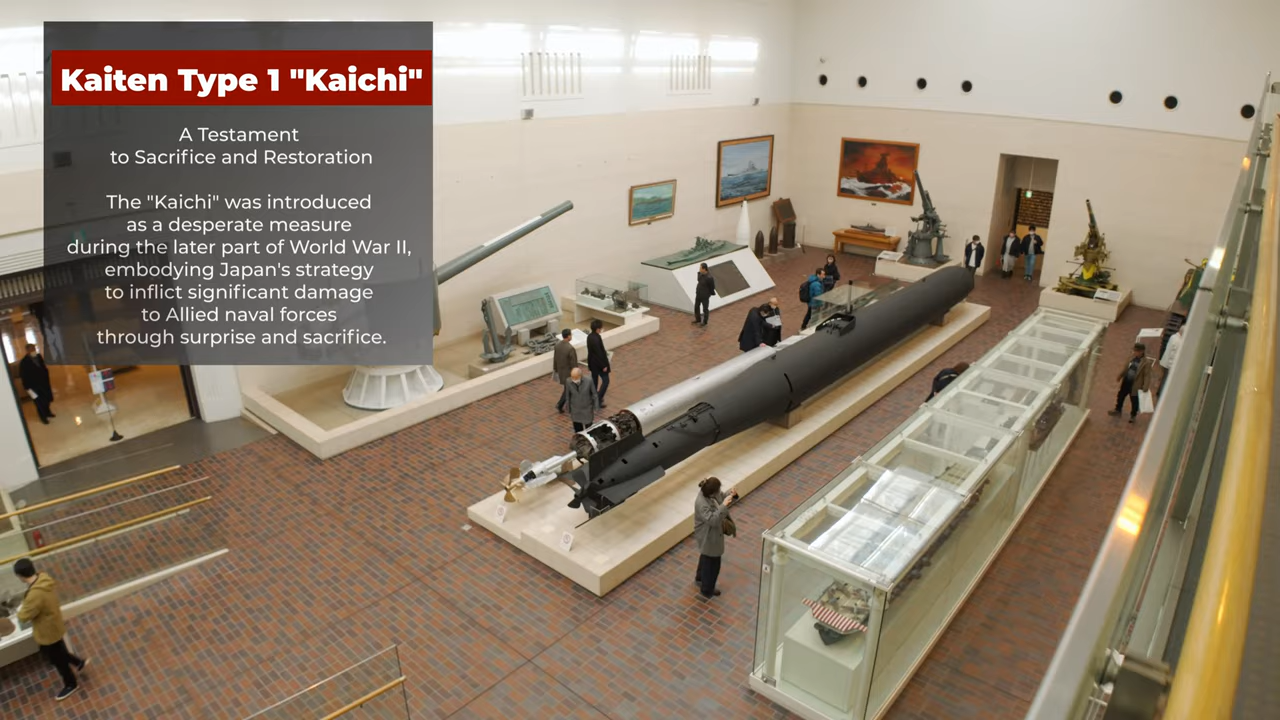 Kaiten Type 1 "Kaichi"
A Testament
to Sacrifice and Restoration
The "Kaichi" was introduced
as a desperate measure
during the later part of World War II,
embodying Japan's strategy
to inflict significant damage
to Allied naval forces
through surprise and sacrifice.